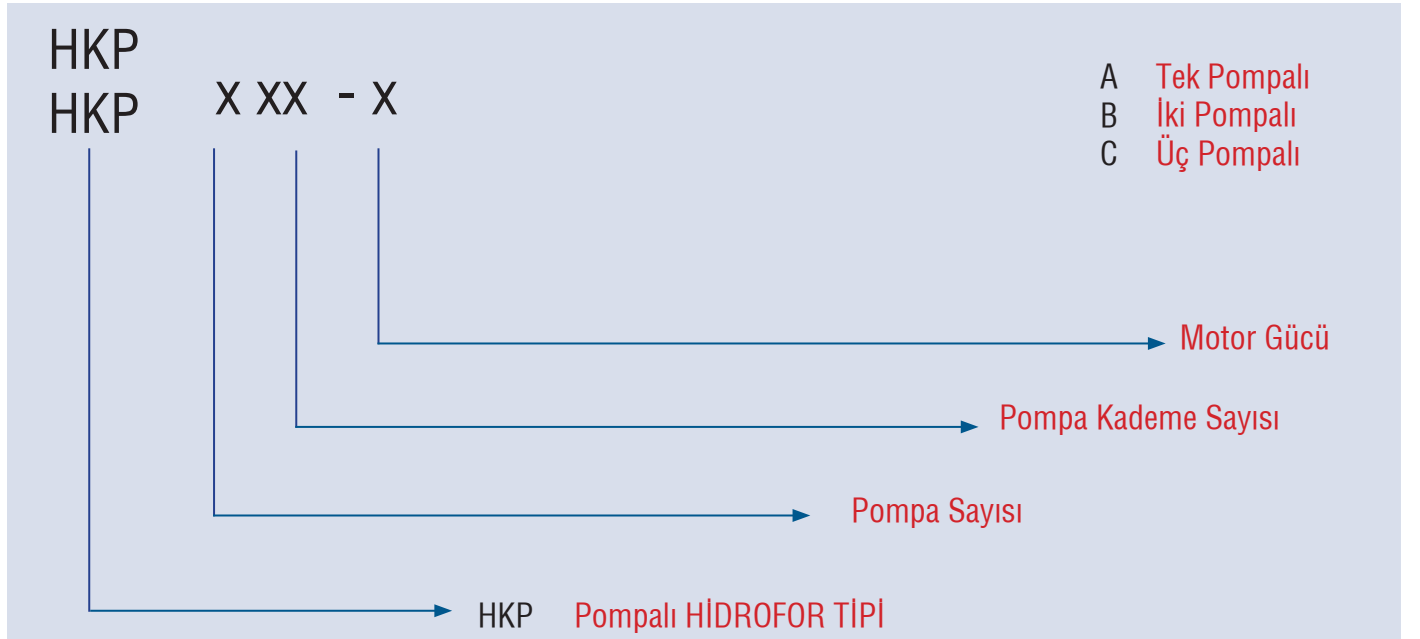 HKP
HKP X XX - X
A Tek Pompalı
B İki Pompalı
C Üç Pompalı
Motor Gücü
Pompa Kademe Sayısı
Pompa Sayısı
HKP Pompalı HİDROFOR TİPİ